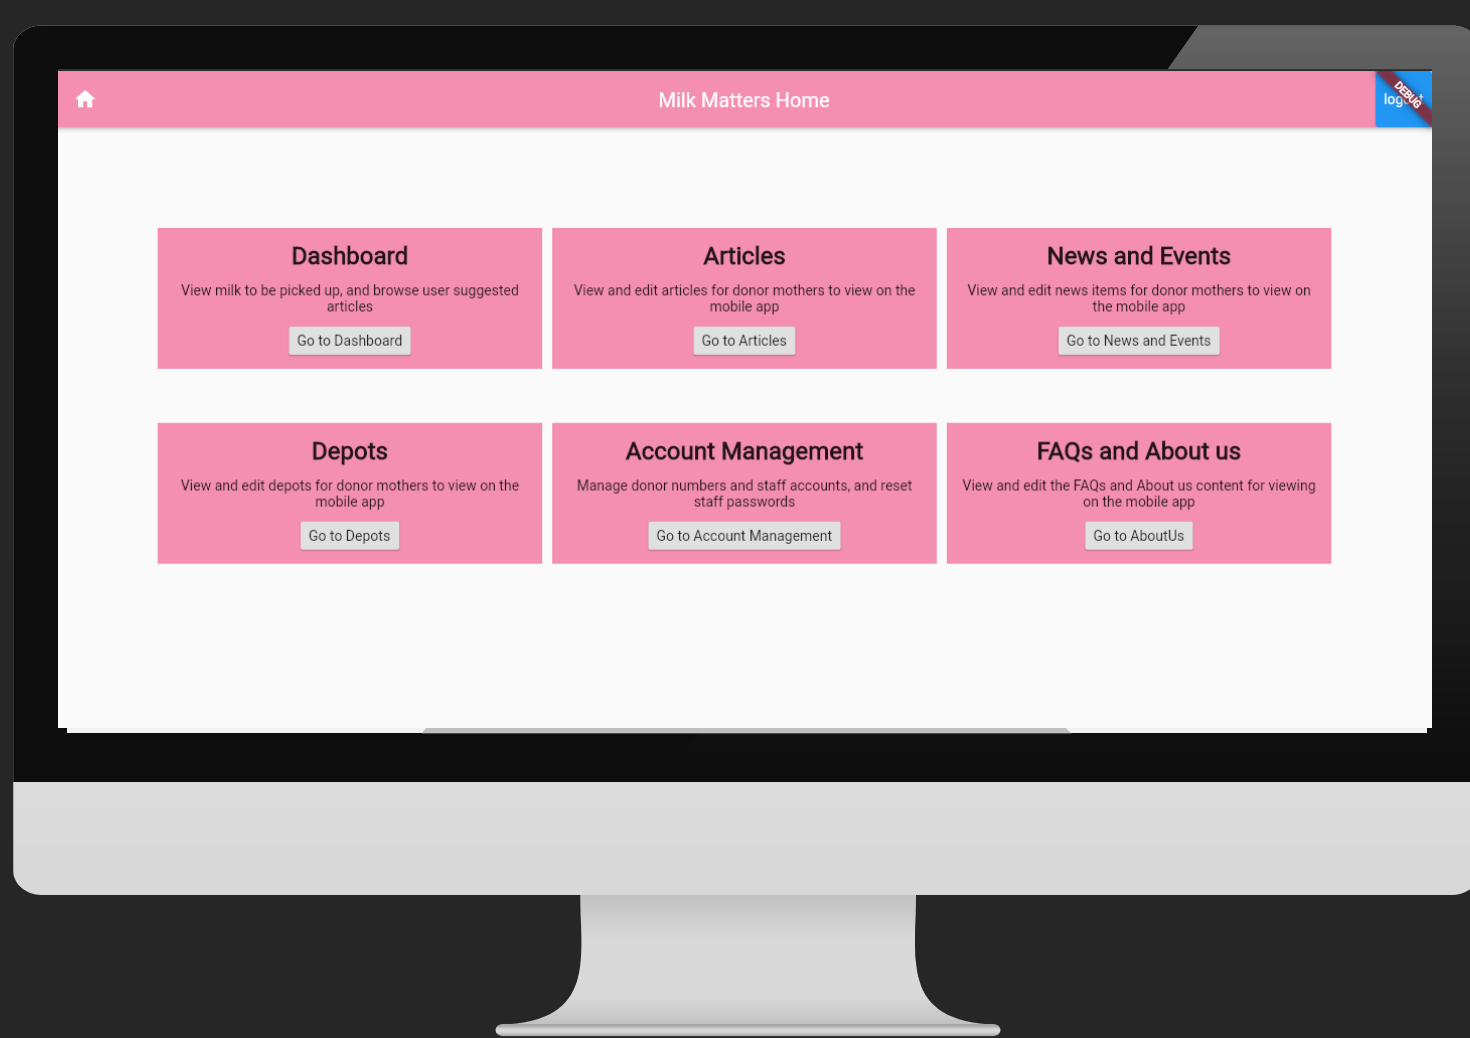 Milk Matters Home
DEBUG
Dashboard
View milk to be picked up, and browse user suggested
articles
Go to Dashboard
Articles
View and edit articles for donor mothers to view on the
mobile app
Go to Articles
News and Events
View and edit news items for donor mothers to view on
the mobile app
Go to News and Events
Depots
View and edit depots for donor mothers to view on the
mobile app
Go to Depots
Account Management
Manage donor numbers and staff accounts, and reset
staff passwords
Go to Account Management
FAQs and About us
View and edit the FAQs and About us content for viewing
on the mobile app
Go to AboutUs